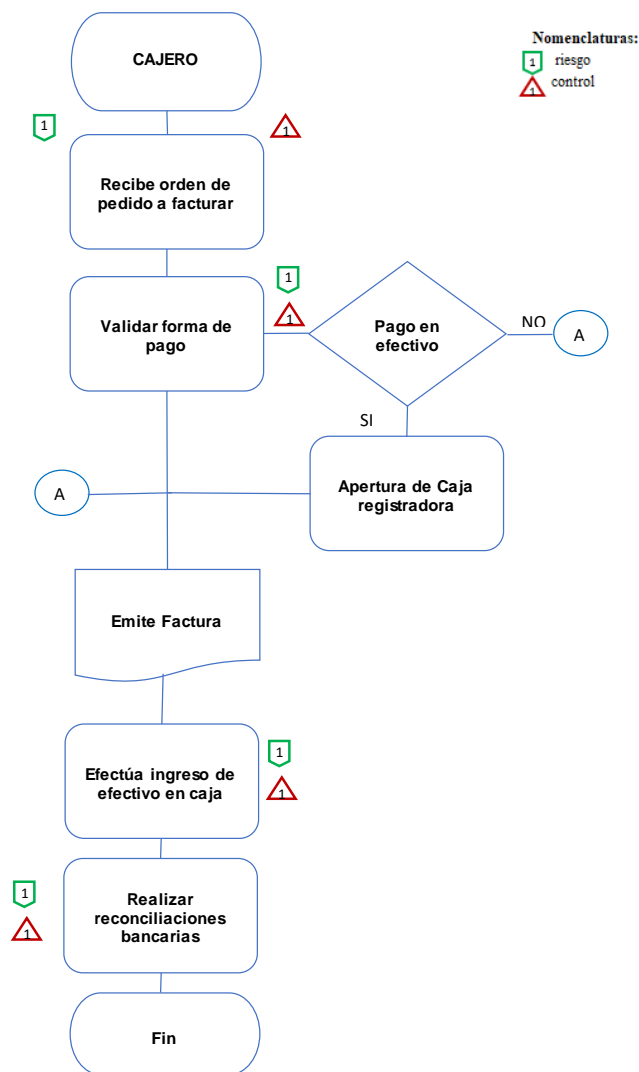 Nomenclaturas:
1 riesgo
1 control
CAJERO
1
1
Recibe orden de
pedido a facturar
1
1
Validar forma de
pago
Pago en
efectivo
NO
A
SI
A
Apertura de Caja
registradora
Emite Factura
Efectúa ingreso de
efectivo en caja
1
1
1
1
Realizar
reconciliaciones
bancarias
Fin